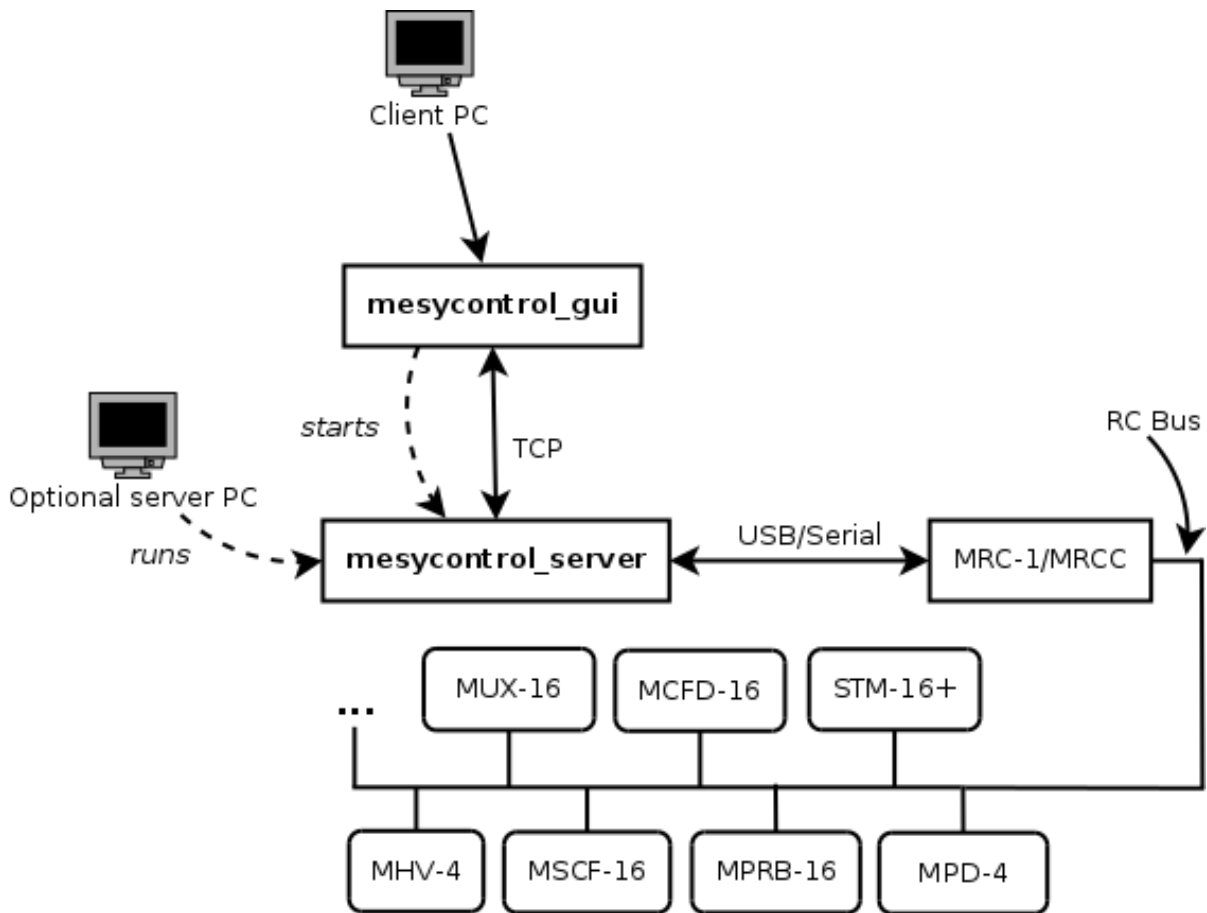 Client PC
mesycontrol_gui
starts
TCP
RC Bus
Optional server PC
runs
mesycontrol_server
USB/Serial
MRC-1/MRCC
...
MUX-16
MCFD-16
STM-16+
MHV-4
MSCF-16
MPRB-16
MPD-4